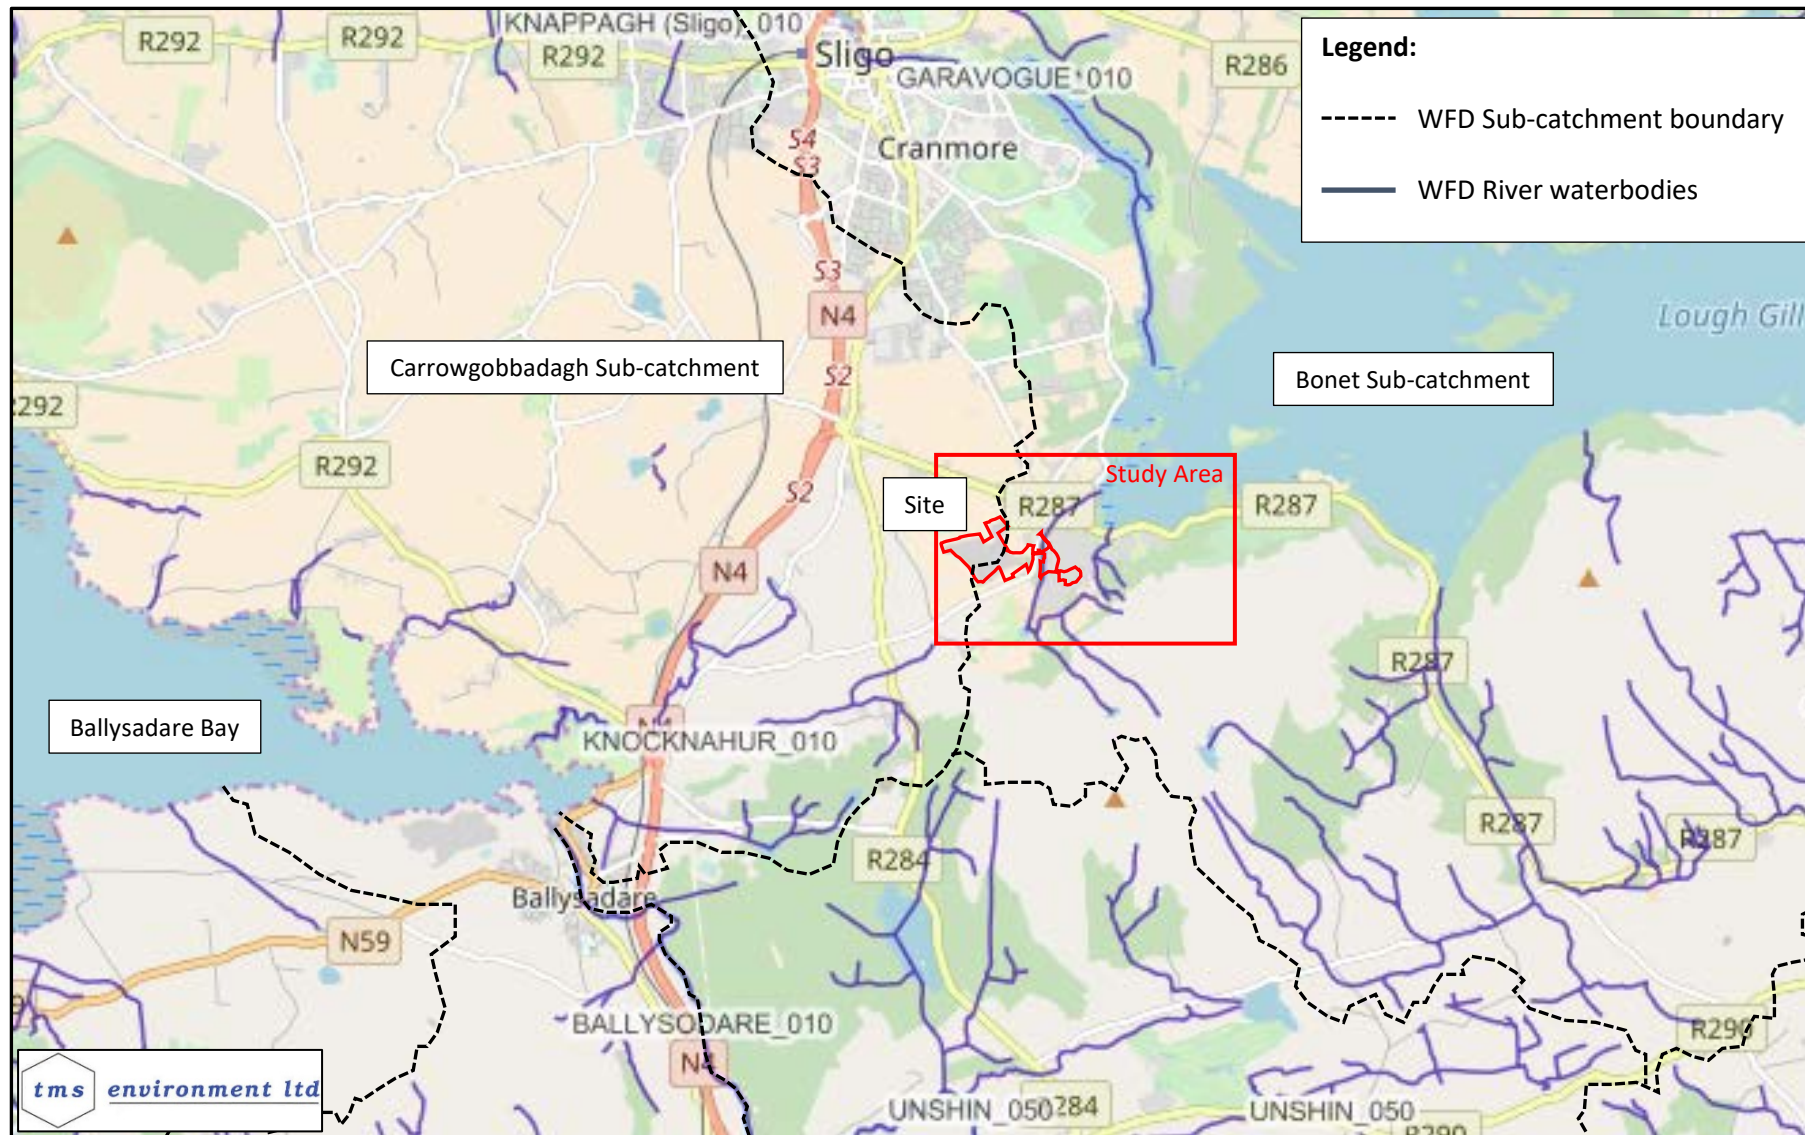 KNAPPAGH (Sligo)_010
R292
R292
R292
Sligo
GARAVOGUE_010
R286
Legend:
WFD Sub-catchment boundary
WFD River waterbodies
S4
S3
Cranmore
S3
N4
Lough Gill
Carrowgobbadagh Sub-catchment
S2
Bonet Sub-catchment
R292
R292
S2
Study Area
Site
R287
R287
N4
R287
Ballysadare Bay
N4
KNOCKNAHUR_010
R287
R287
R284
Ballysadare
N59
BALLYSODARE_010
R290
N4
tms environment ltd
UNSHIN_050
284
UNSHIN_050
R290